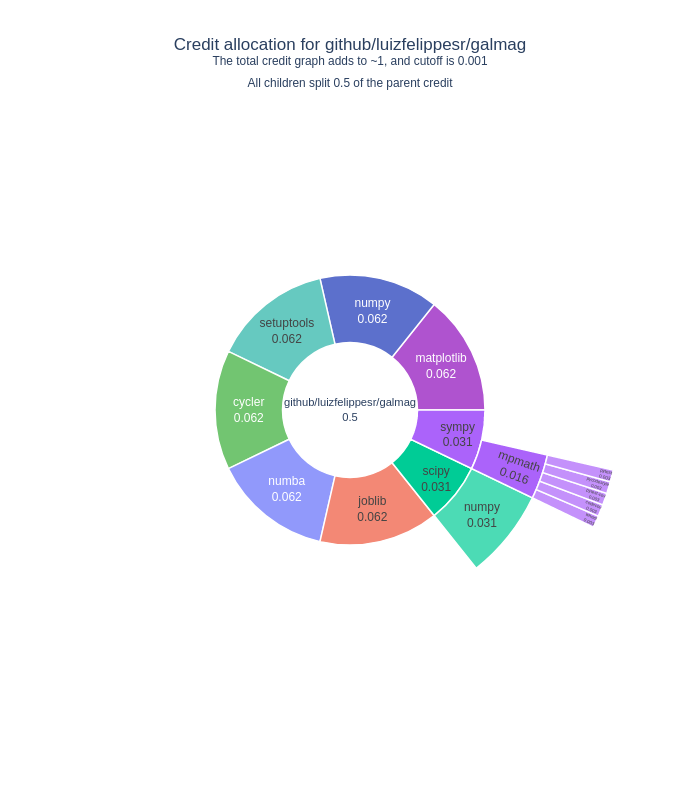 Credit allocation for github/luizfelippesr/galmag
The total credit graph adds to ~1, and cutoff is 0.001
All children split 0.5 of the parent credit
numpy
0.062
setuptools
0.062
matplotlib
0.062
cycler
0.062
github/luizfelippesr/galmag
0.5
sympy
0.031
mpmath
0.016
scipy
0.031
numba
0.062
joblib
0.062
numpy
0.031